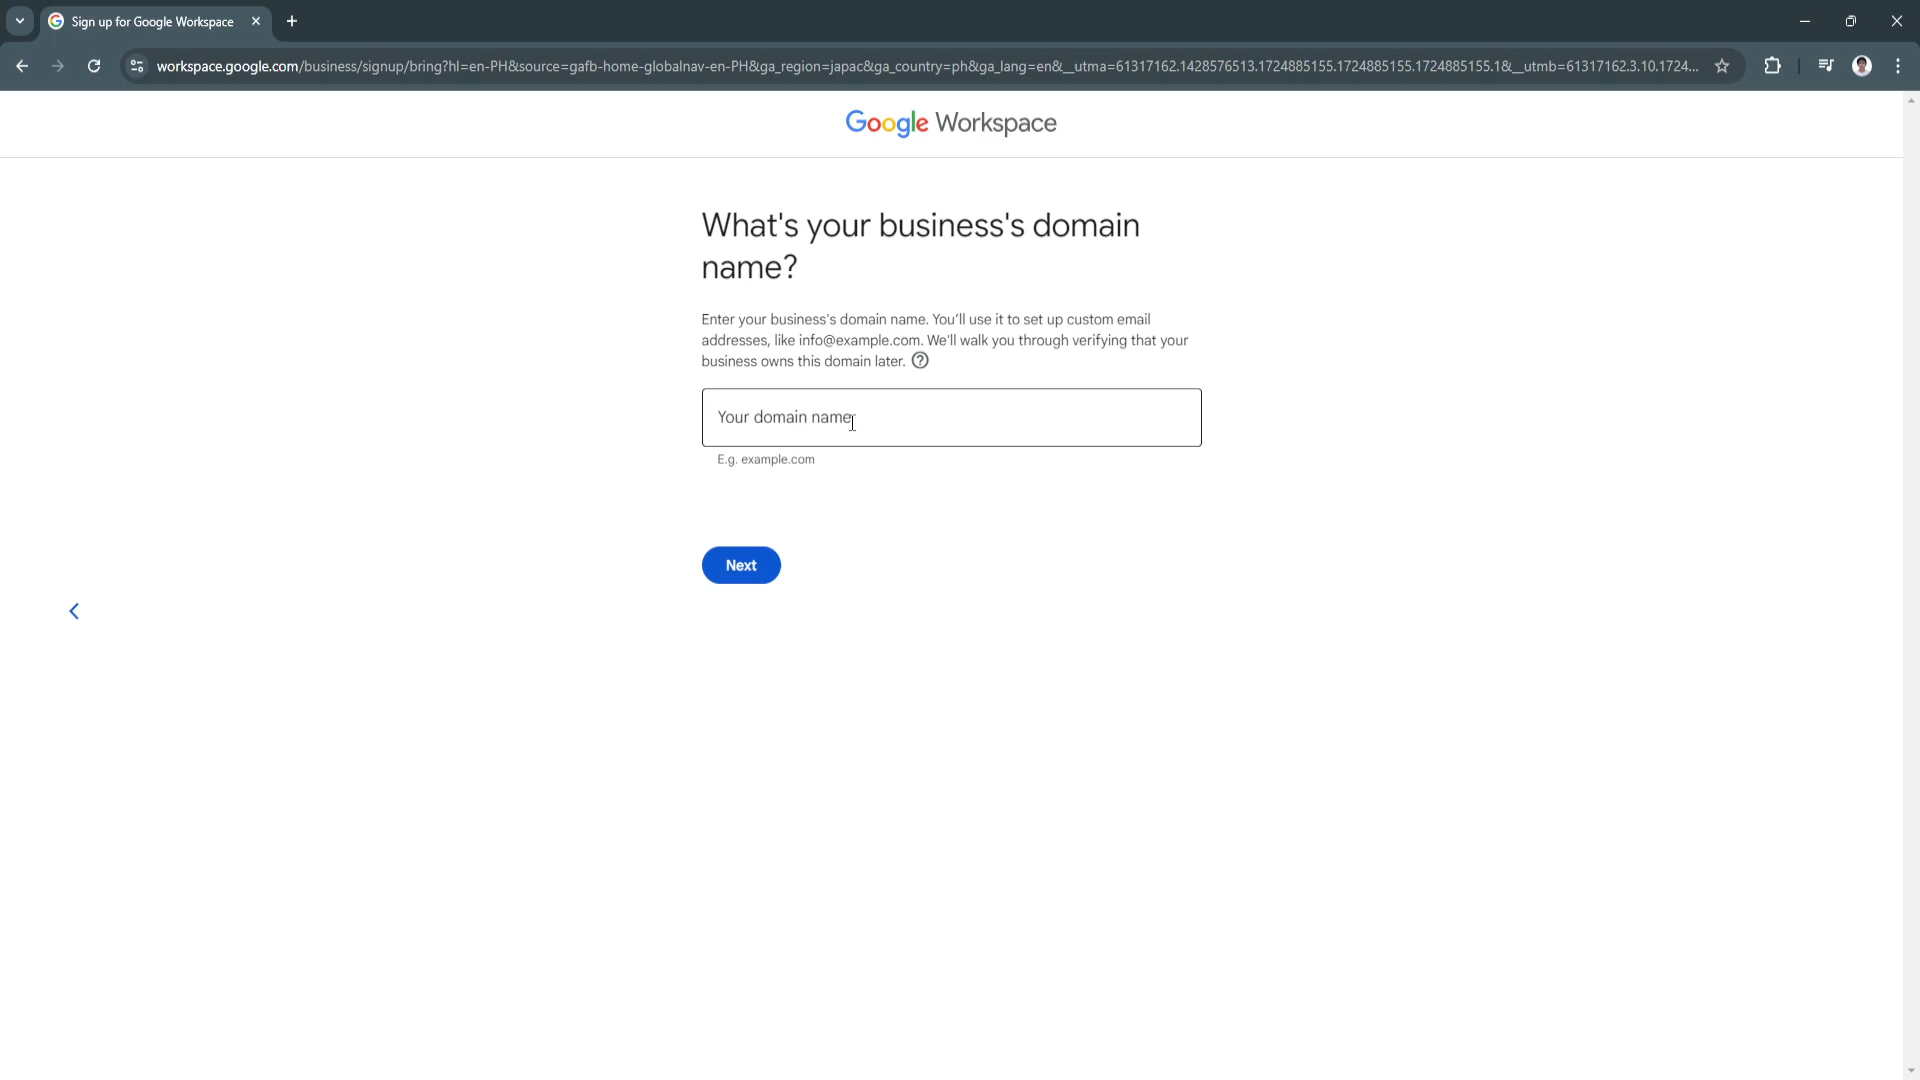 Sign up for Google Workspace
workspace.google.com/business/signup/bring?hl=en-PH&source=gafb-home-globalnav-en-PH&ga_region=japac&ga_country=ph&ga_lang=en&__utma=61317162.1428576513.1724885155.1724885155.1724885155.1&__utmb=61317162.3.10.1724...
Google Workspace
What's your business's domain
name?
Enter your business's domain name. You'll use it to set up custom email
addresses, like info@example.com. We'll walk you through verifying that your
business owns this domain later.
Your domain name
E.g. example.com
Next